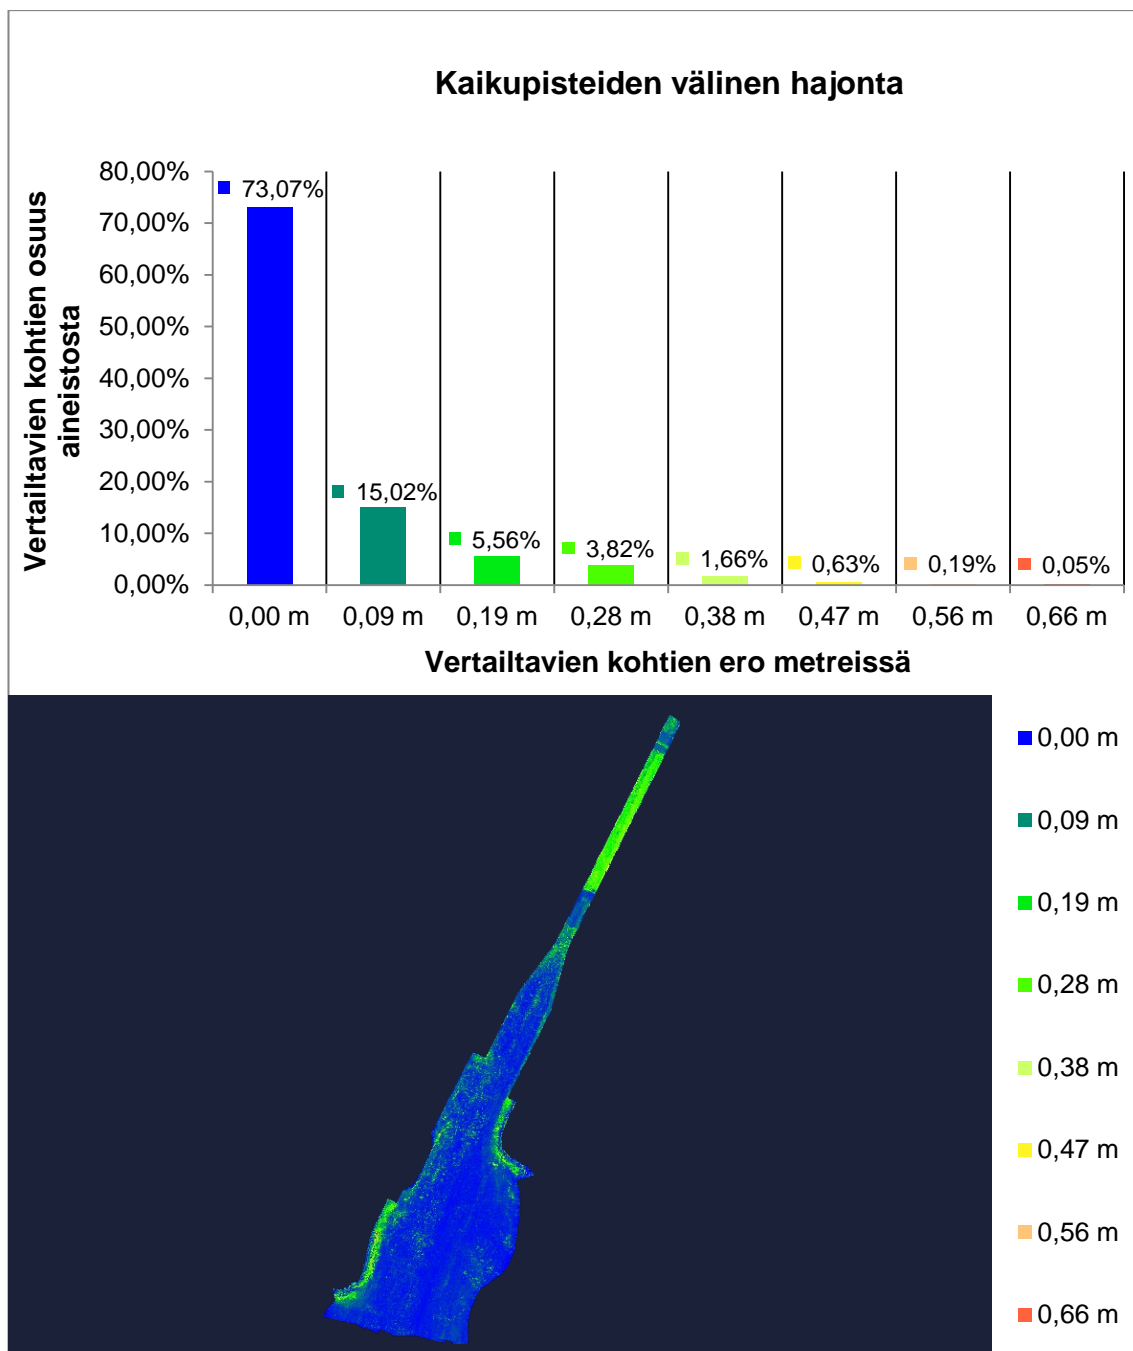 Kaikupisteiden välinen hajonta
Vertailtavien kohtien osuus
aineistosta
80,00%
70,00%
60,00%
50,00%
40,00%
30,00%
20,00%
10,00%
0,00%
73,07%
15,02%
5,56%
3,82%
1,66%
0,63%
0,19%
0,05%
0,00 m
0,09 m
0,19 m
0,28 m
0,38 m
0,47 m
0,56 m
0,66 m
Vertailtavien kohtien ero metreissä
0,00 m
0,09 m
0,19 m
0,28 m
0,38 m
0,47 m
0,56 m
0,66 m